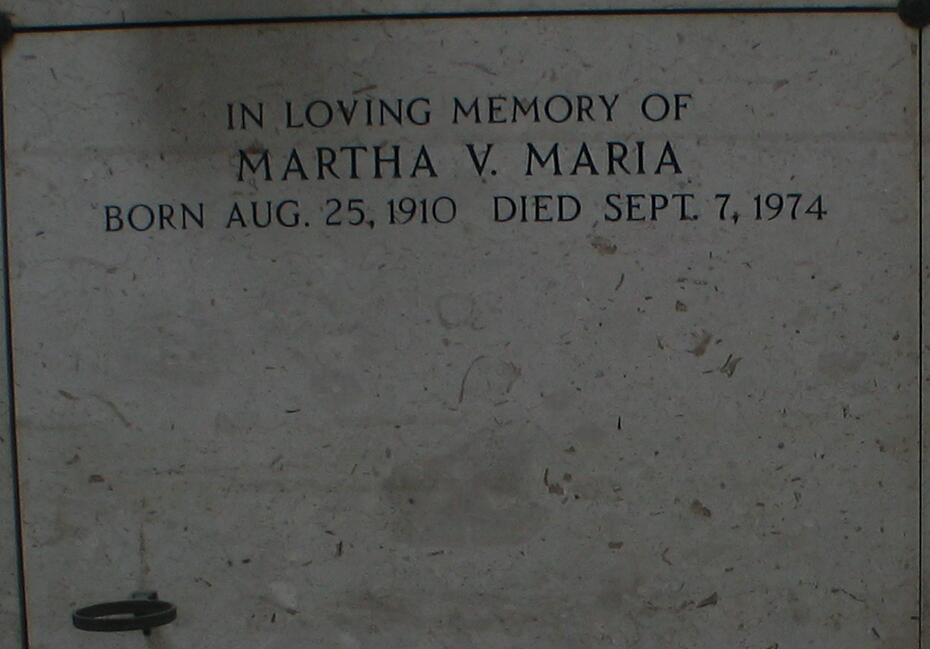 IN LOVING MEMORY OF
MARTHA V. MARIA
BORN AUG. 25, 1910 DIED SEPT. 7, 1974